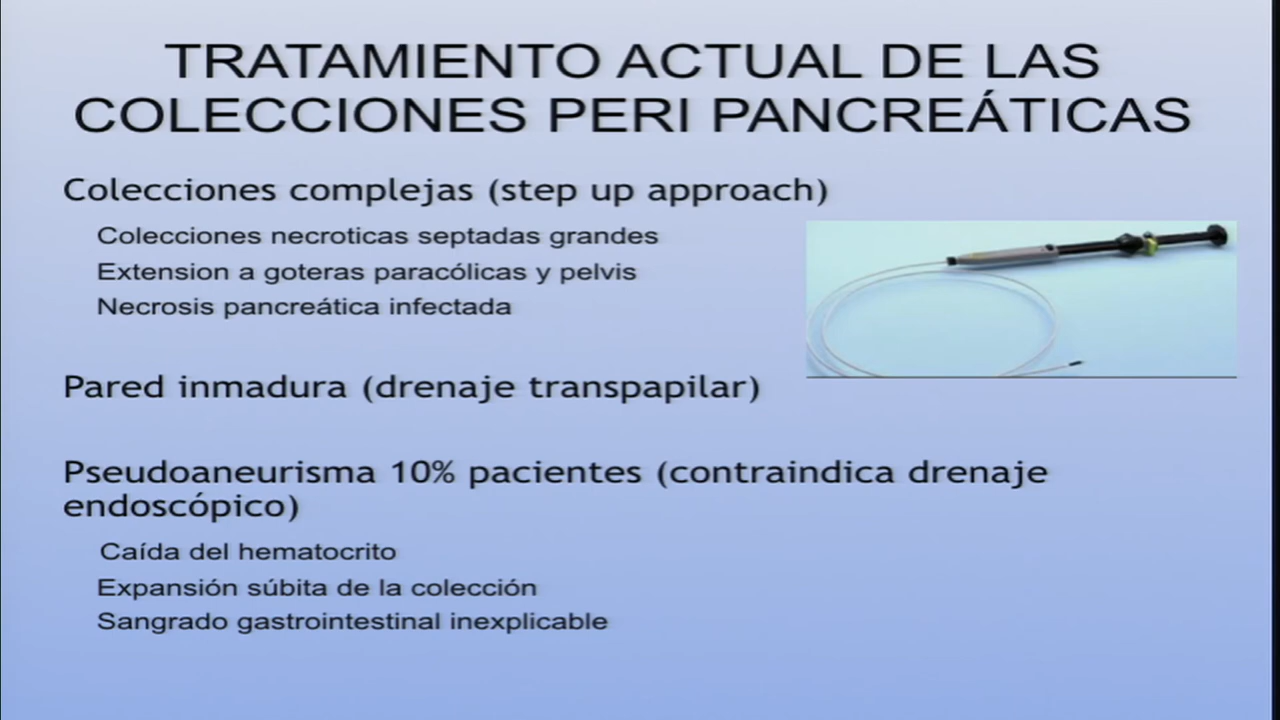 TRATAMIENTO ACTUAL DE LAS
COLECCIONES PERI PANCREÁTICAS
Colecciones complejas (step up approach)
Colecciones necroticas septadas grandes
Extension a goteras paracólicas y pelvis
Necrosis pancreática infectada
Pared inmadura (drenaje transpapilar)
Pseudoaneurisma 10% pacientes (contraindica drenaje
endoscópico)
Caída del hematocrito
Expansión súbita de la colección
Sangrado gastrointestinal inexplicable